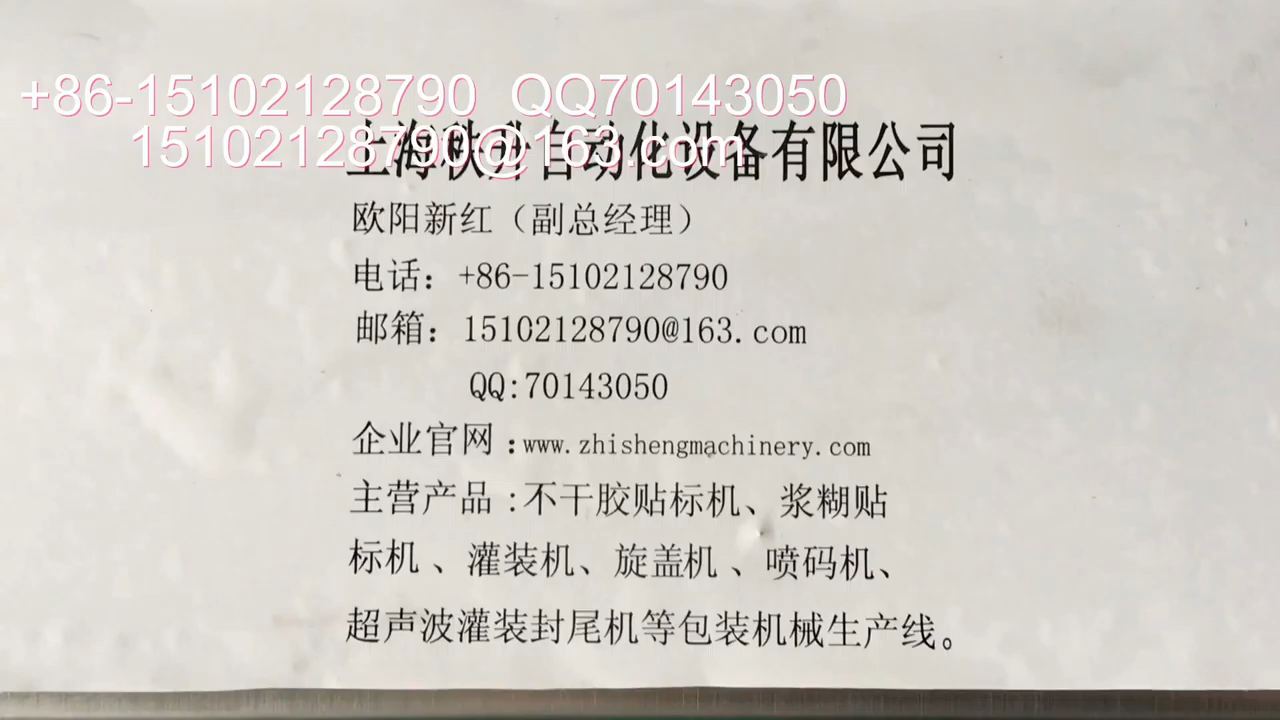 +86-15102128790 QQ70143050
15102128790@163.com
上海秩升自动化设备有限公司
欧阳新红（副总经理）
电话：+86-15102128790
邮箱：15102128790@163.com
QQ:70143050
企业官网：www.zhishengmachinery.com
主营产品：不干胶贴标机、浆糊贴
标机、灌装机、旋盖机、喷码机、
超声波灌装封尾机等包装机械生产线。